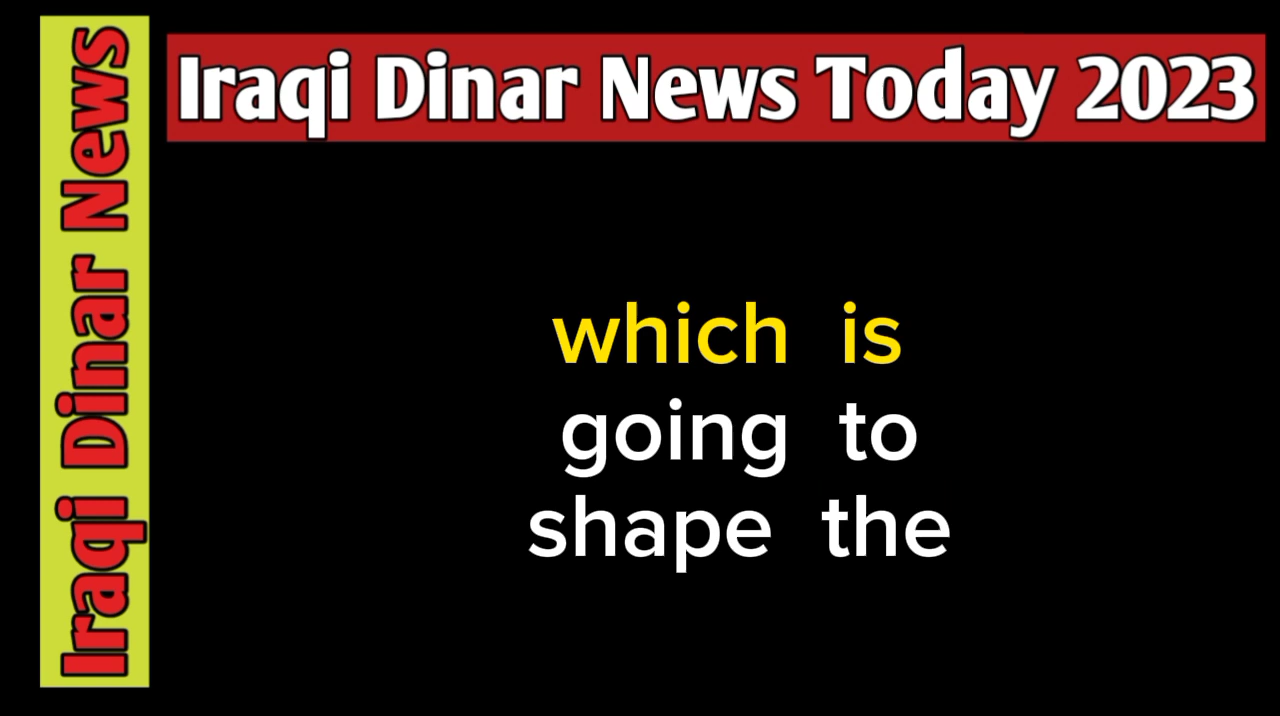 Iraqi Dinar News
Iraqi Dinar News Today 2023
which is
going to
shape the